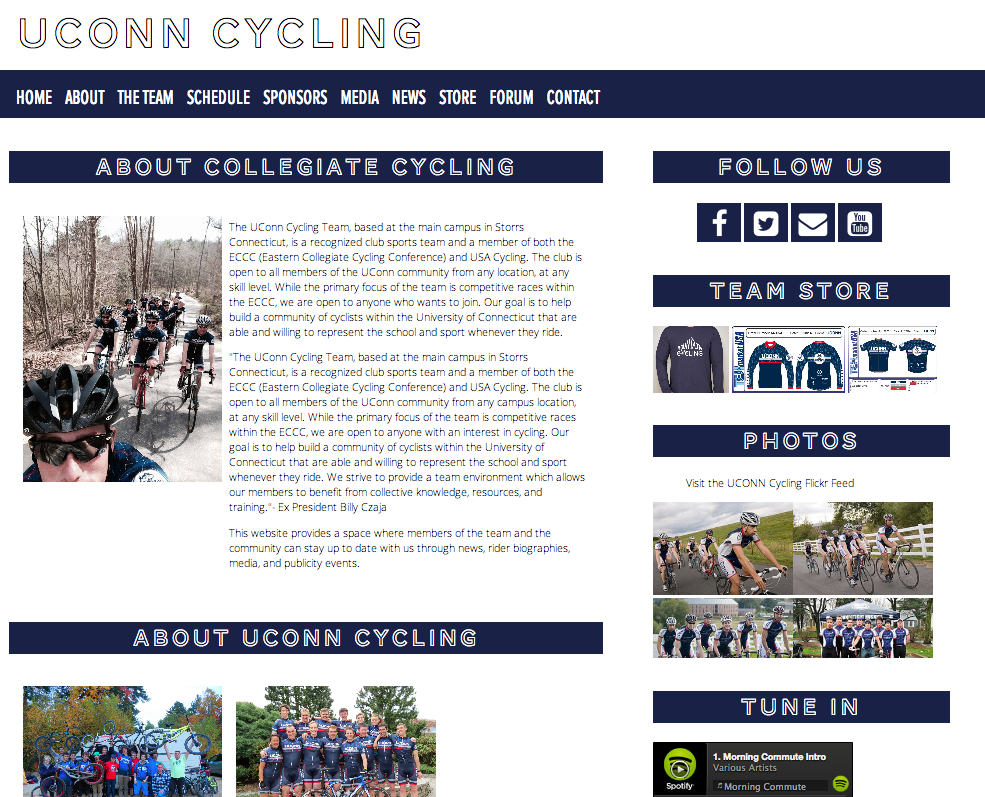 UCONN CYCLING
HOME ABOUT THE TEAM SCHEDULE SPONSORS MEDIA NEWS STORE FORUM CONTACT
ABOUT COLLEGIATE CYCLING
The UConn Cycling Team, based at the main campus in Storrs
Connecticut, is a recognized club sports team and a member of both the
ECCC (Eastern Collegiate Cycling Conference) and USA Cycling. The club is
open to all members of the UConn community from any location, at any
skill level. While the primary focus of the team is competitive races within
the ECCC, we are open to anyone who wants to join. Our goal is to help
build a community of cyclists within the University of Connecticut that are
able and willing to represent the school and sport whenever they ride.
"The UConn Cycling Team, based at the main campus in Storrs
Connecticut, is a recognized club sports team and a member of both the
ECCC (Eastern Collegiate Cycling Conference) and USA Cycling. The club is
open to all members of the UConn community from any campus location,
at any skill level. While the primary focus of the team is competitive races
within the ECCC, we are open to anyone with an interest in cycling. Our
goal is to help build a community of cyclists within the University of
Connecticut that are able and willing to represent the school and sport
whenever they ride. We strive to provide a team environment which allows
our members to benefit from collective knowledge, resources, and
training."- Ex President Billy Czaja
This website provides a space where members of the team and the
community can stay up to date with us through news, rider biographies,
media, and publicity events.
ABOUT UCONN CYCLING
FOLLOW US
You
Tube
TEAM STORE
CYCLING
UCONN
PHOTOS
Visit the UCONN Cycling Flickr Feed
TUNE IN
Spotify
1. Morning Commute Intro
Various Artists
Morning Commute